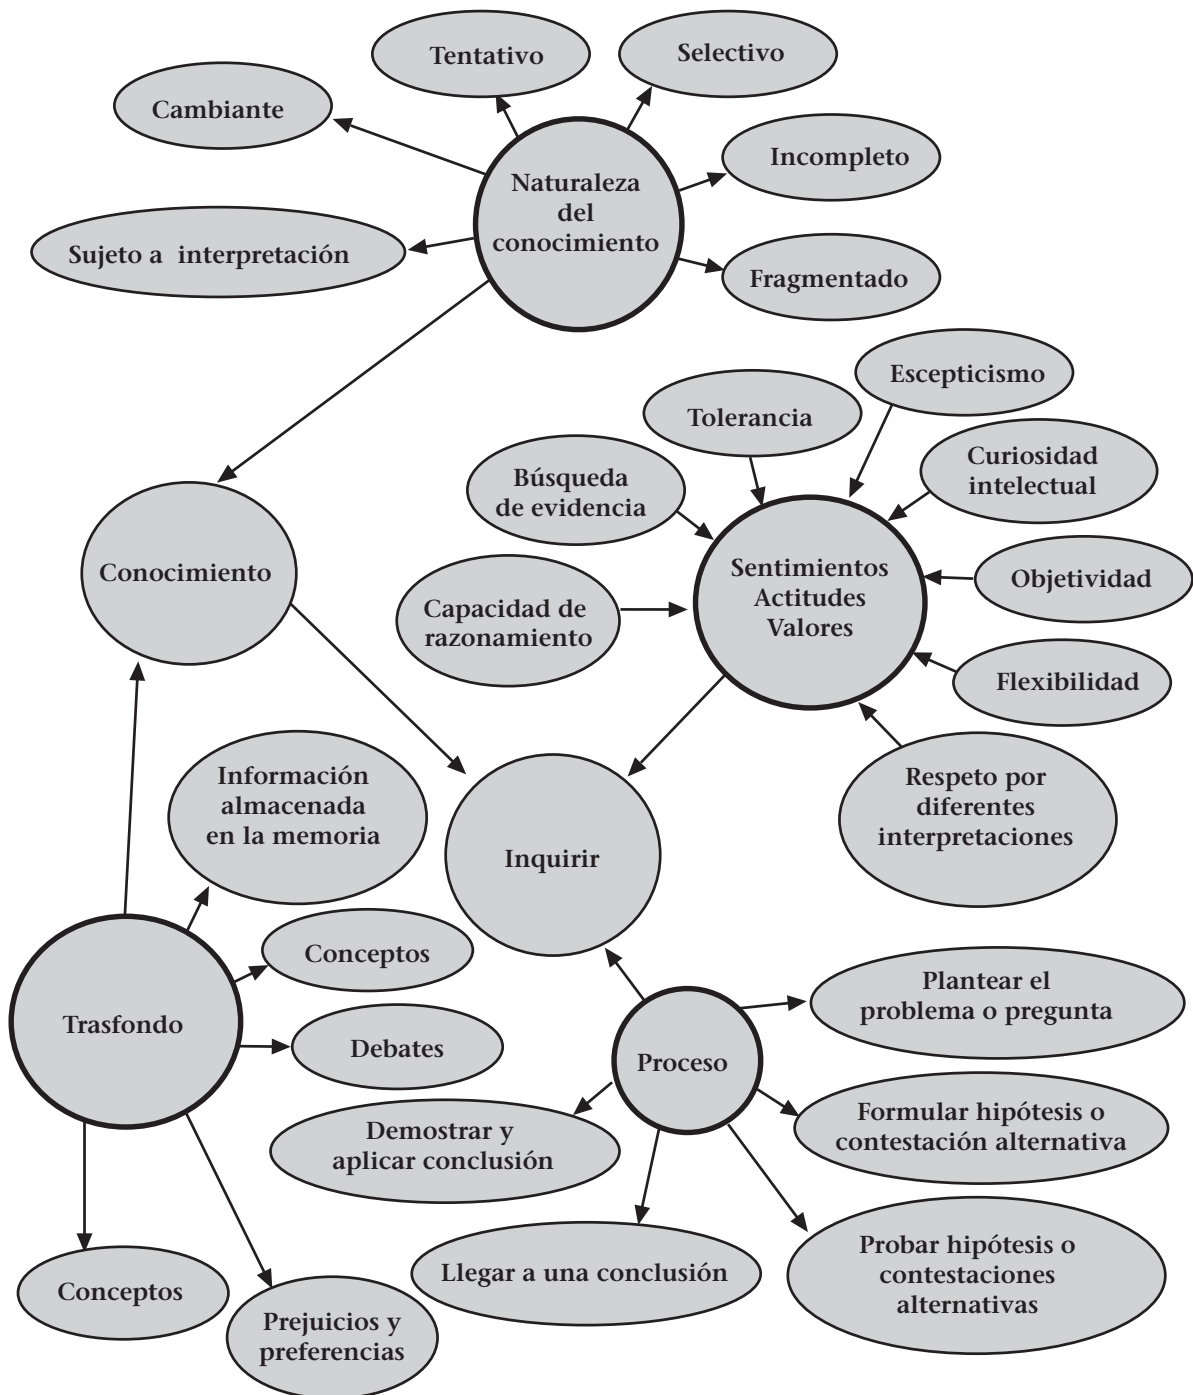 Tentativo
Selectivo
Cambiante
Incompleto
Naturaleza
del
conocimiento
Sujeto a interpretación
Fragmentado
Escepticismo
Tolerancia
Curiosidad
intelectual
Búsqueda
de evidencia
Conocimiento
Sentimientos
Actitudes
Valores
Objetividad
Capacidad de
razonamiento
Flexibilidad
Información
almacenada
en la memoria
Respeto por
diferentes
interpretaciones
Inquirir
Conceptos
Plantear el
problema o pregunta
Trasfondo
Debates
Proceso
Formular hipótesis o
contestación alternativa
Demostrar y
aplicar conclusión
Probar hipótesis o
contestaciones
alternativas
Llegar a una conclusión
Conceptos
Prejuicios y
preferencias